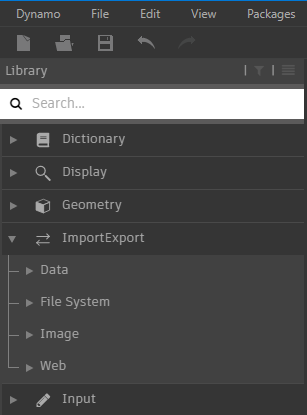 Dynamo File Edit View Packages
Library
Search...
Dictionary
Display
Geometry
ImportExport
Data
File System
Image
Web
Input